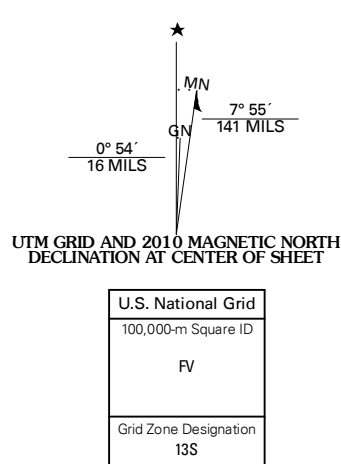 ★
MN
7° 55´
141 MILS
GN
0° 54´
16 MILS
UTM GRID AND 2010 MAGNETIC NORTH
DECLINATION AT CENTER OF SHEET
U.S. National Grid
100,000-m Square ID
FV
Grid Zone Designation
13S